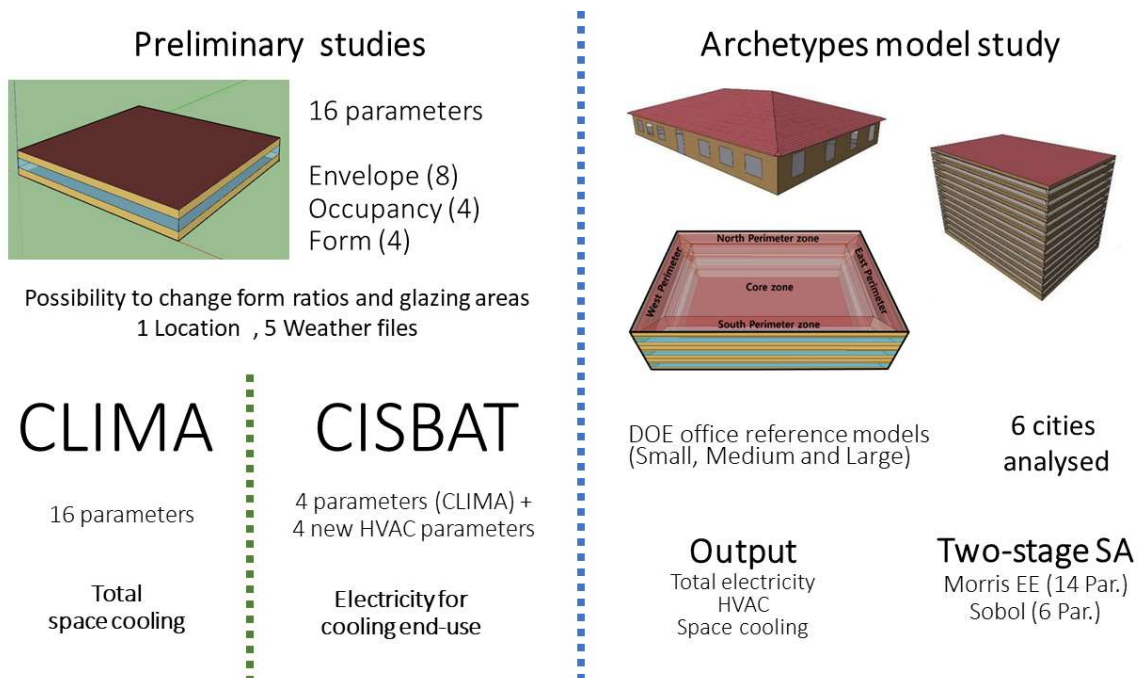 Preliminary studies
16 parameters
Envelope (8)
Occupancy (4)
Form (4)
Possibility to change form ratios and glazing areas
1 Location , 5 Weather files
CLIMA
16 parameters
Total
space cooling
CISBAT
4 parameters (CLIMA) +
4 new HVAC parameters
Electricity for
cooling end-use
Archetypes model study
North Perimeter zone
West Perimeter
East Perimeter
Core zone
South Perimeter zone
DOE office reference models
(Small, Medium and Large)
6 cities
analysed
Output
Total electricity
HVAC
Space cooling
Two-stage SA
Morris EE (14 Par.)
Sobol (6 Par.)